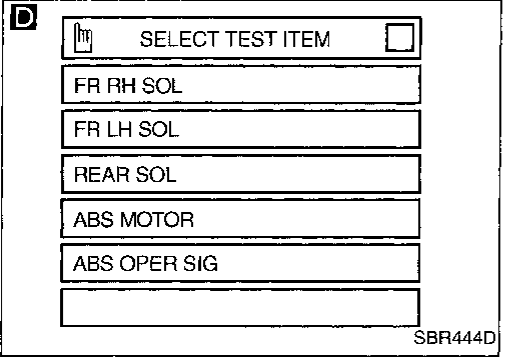 D
SELECT TEST ITEM
FR RH SOL
FR LH SOL
REAR SOL
ABS MOTOR
ABS OPER SIG
SBR444D